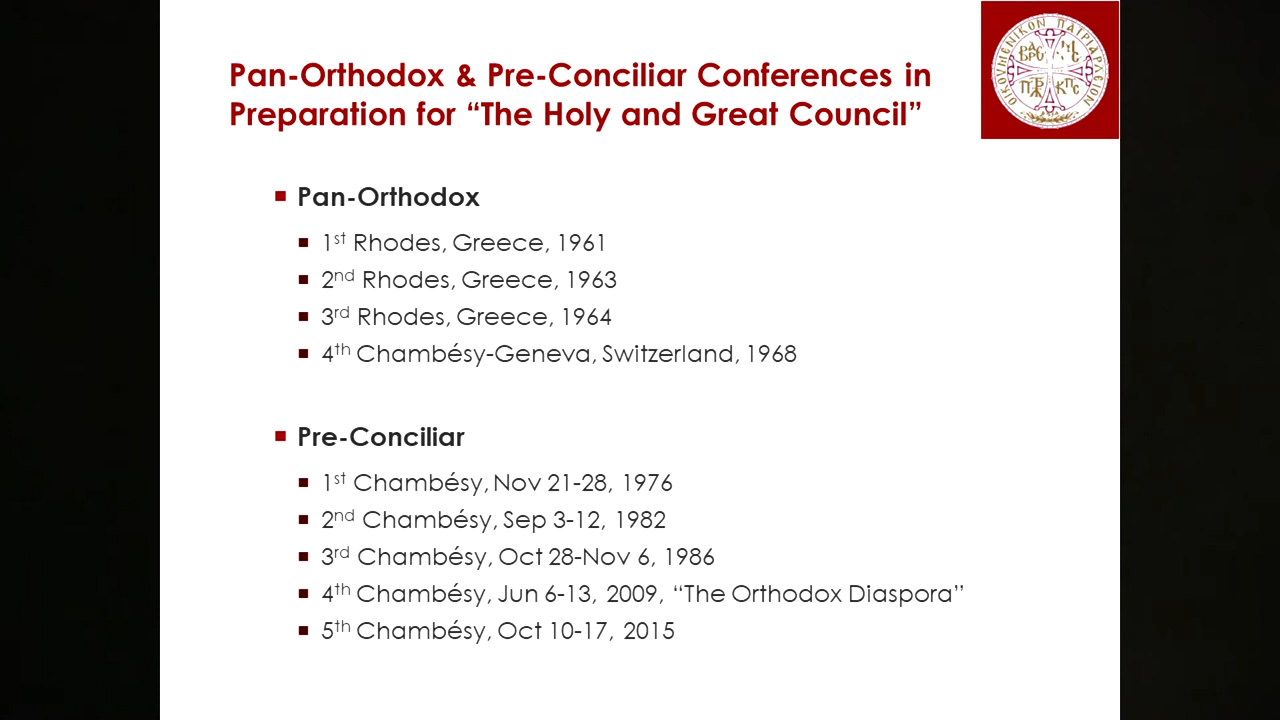 Pan-Orthodox & Pre-Conciliar Conferences in
Preparation for “The Holy and Great Council”
ΟΙΚΟΥΜΕΝΙΚΟΝ ΠΑΤΡΙΑΡΧΕΙΟΝ
Pan-Orthodox
1st Rhodes, Greece, 1961
2nd Rhodes, Greece, 1963
3rd Rhodes, Greece, 1964
4th Chambésy-Geneva, Switzerland, 1968
Pre-Conciliar
1st Chambésy, Nov 21-28, 1976
2nd Chambésy, Sep 3-12, 1982
3rd Chambésy, Oct 28-Nov 6, 1986
4th Chambésy, Jun 6-13, 2009, “The Orthodox Diaspora”
5th Chambésy, Oct 10-17, 2015